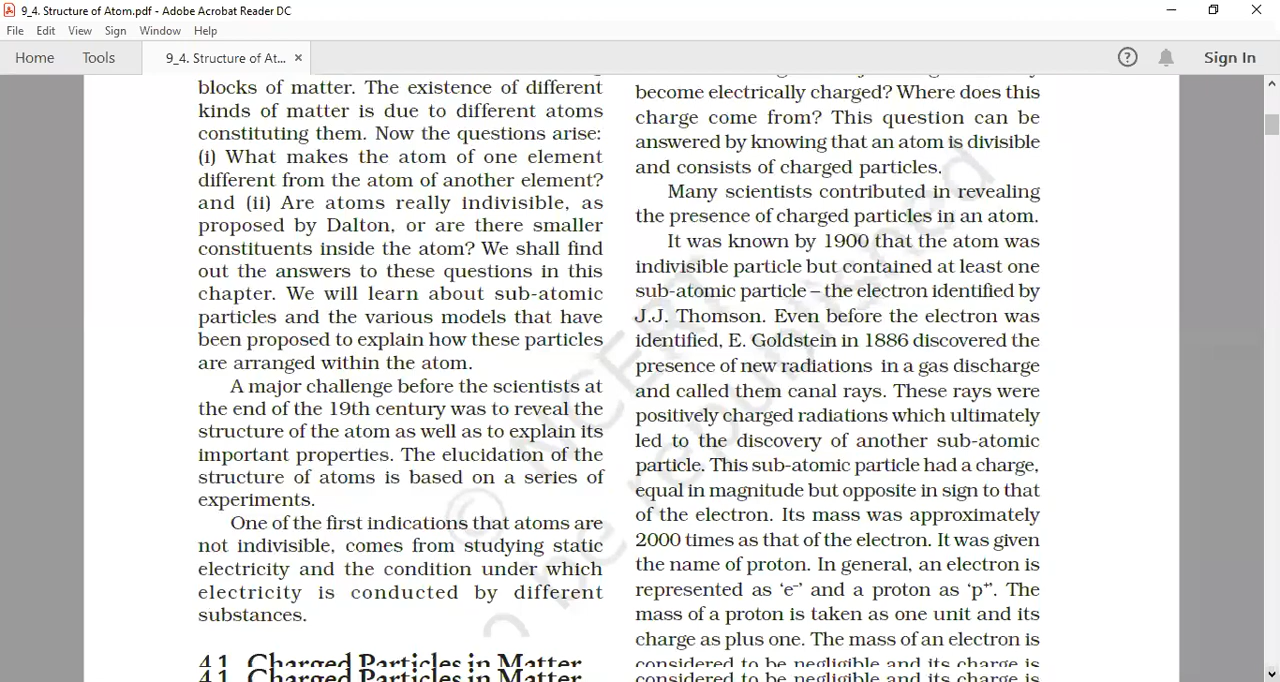 9_4. Structure of Atom.pdf - Adobe Acrobat Reader DC
File Edit View Sign Window Help
Home Tools 9_4. Structure of At... × ? Sign In
blocks of matter. The existence of different
kinds of matter is due to different atoms
constituting them. Now the questions arise:
(i) What makes the atom of one element
different from the atom of another element?
and (ii) Are atoms really indivisible, as
proposed by Dalton, or are there smaller
constituents inside the atom? We shall find
out the answers to these questions in this
chapter. We will learn about sub-atomic
particles and the various models that have
been proposed to explain how these particles
are arranged within the atom.
A major challenge before the scientists at
the end of the 19th century was to reveal the
structure of the atom as well as to explain its
important properties. The elucidation of the
structure of atoms is based on a series of
experiments.
One of the first indications that atoms are
not indivisible, comes from studying static
electricity and the condition under which
electricity is conducted by different
substances.
4.1 Charged Particles in Matter
4.1 Charged Particles in Matter
become electrically charged? Where does this
charge come from? This question can be
answered by knowing that an atom is divisible
and consists of charged particles.
Many scientists contributed in revealing
the presence of charged particles in an atom.
It was known by 1900 that the atom was
indivisible particle but contained at least one
sub-atomic particle – the electron identified by
J.J. Thomson. Even before the electron was
identified, E. Goldstein in 1886 discovered the
presence of new radiations in a gas discharge
and called them canal rays. These rays were
positively charged radiations which ultimately
led to the discovery of another sub-atomic
particle. This sub-atomic particle had a charge,
equal in magnitude but opposite in sign to that
of the electron. Its mass was approximately
2000 times as that of the electron. It was given
the name of proton. In general, an electron is
represented as ‘e⁻’ and a proton as ‘p⁺’. The
mass of a proton is taken as one unit and its
charge as plus one. The mass of an electron is
considered to be negligible and its charge is
considered to be negligible and its charge is
© NCERT
be republished